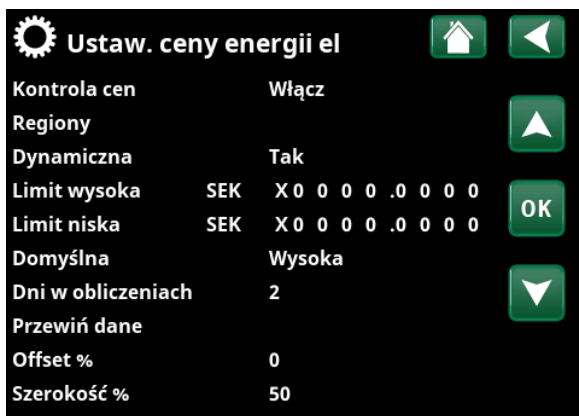 Ustaw. ceny energii el
Kontrola cen Włącz
Regiony
Dynamiczna Tak
Limit wysoka SEK X 0 0 0 0 .0 0 0 0
OK
Limit niska SEK X 0 0 0 0 .0 0 0 0
Domyślna Wysoka
Dni w obliczeniach 2
Przewiń dane
Offset % 0
Szerokość % 50